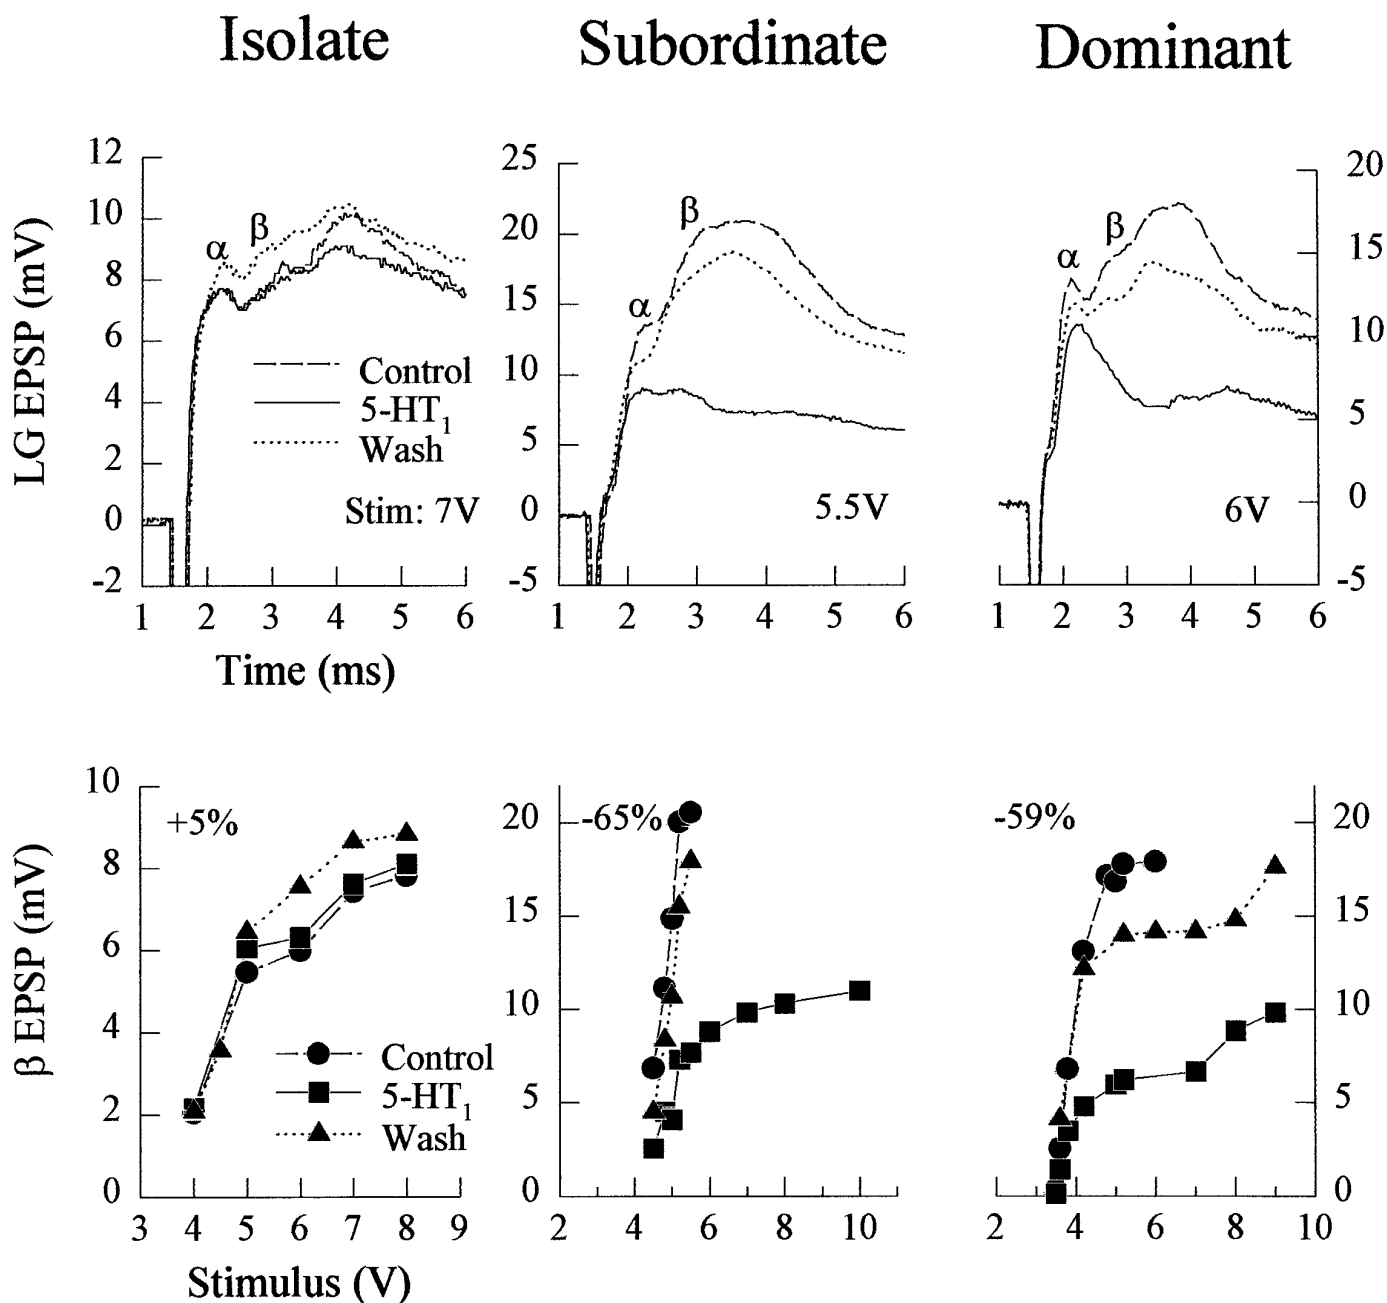 Isolate Subordinate Dominant
12 25 20
10 20 15
8 15 10
6 10 5
4 5 0
2 0 -5
0 -5
-2
LG EPSP (mV)
α β
α β
α β
Control
5-HT1
Wash
Stim: 7V 5.5V 6V
1 2 3 4 5 6 1 2 3 4 5 6 1 2 3 4 5 6
Time (ms)
10 20 20
8 15 15
6 10 10
4 5 5
2 0 0
0
β EPSP (mV)
+5% -65% -59%
Control
5-HT1
Wash
3 4 5 6 7 8 9 2 4 6 8 10 2 4 6 8 10
Stimulus (V)